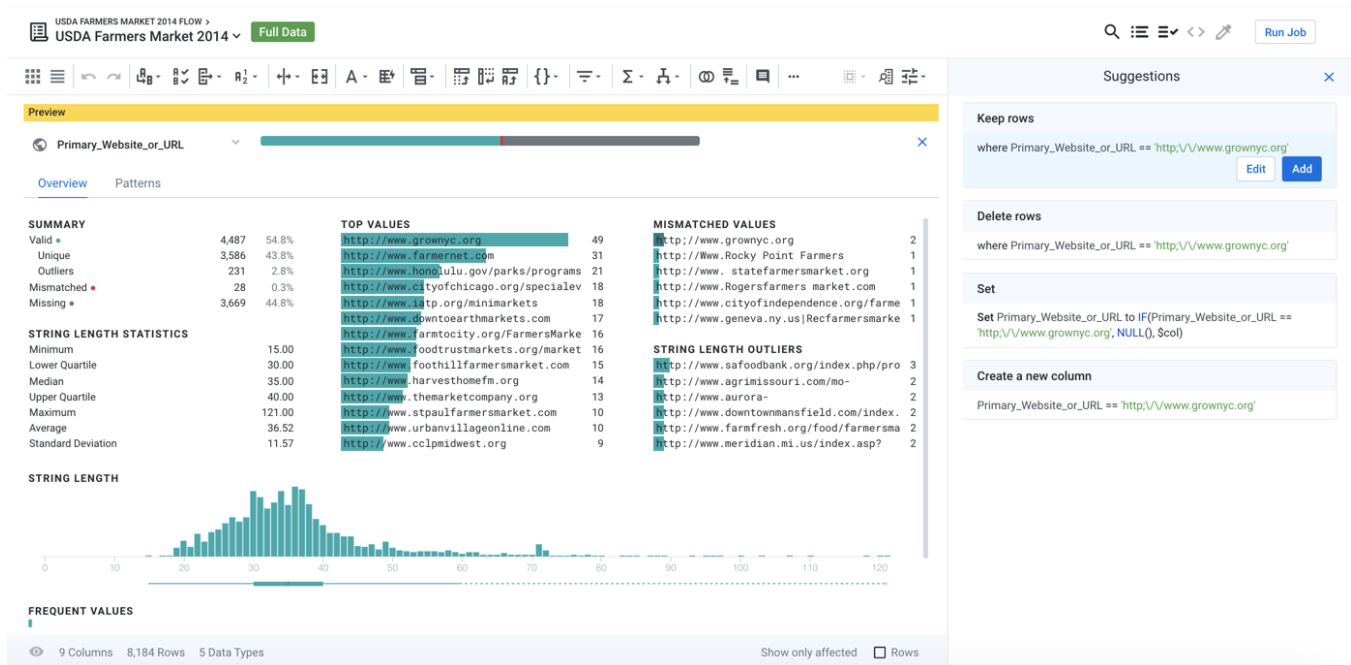 USDA FARMERS MARKET 2014 FLOW >
USDA Farmers Market 2014
Full Data
Run Job
Suggestions
Preview
Primary_Website_or_URL
Overview Patterns
SUMMARY
Valid 4,487 54.8%
Unique 3,586 43.8%
Outliers 231 2.8%
Mismatched 28 0.3%
Missing 3,669 44.8%
STRING LENGTH STATISTICS
Minimum 15.00
Lower Quartile 30.00
Median 35.00
Upper Quartile 40.00
Maximum 121.00
Average 36.52
Standard Deviation 11.57
TOP VALUES
http://www.grownyc.org 49
http://www.farmernet.com 31
http://www.honolulu.gov/parks/programs 21
http://www.cityofchicago.org/specialev 18
http://www.iatp.org/minimarkets 18
http://www.downtoearthmarkets.com 17
http://www.farmtocity.org/FarmersMarke 16
http://www.foodtrustmarkets.org/market 16
http://www.foothillfarmersmarket.com 15
http://www.harvesthomefm.org 14
http://www.themarketcompany.org 13
http://www.stpaulfarmersmarket.com 10
http://www.urbanvillageonline.com 10
http://www.cclpmidwest.org 9
MISMATCHED VALUES
http;//www.grownyc.org 2
http://Www.Rocky Point Farmers 1
http://www. statefarmersmarket.org 1
http://www.Rogersfarmers market.com 1
http://www.cityofindependence.org/farme 1
http://www.geneva.ny.us|Recfarmersmarke 1
STRING LENGTH OUTLIERS
http://www.safoodbank.org/index.php/pro 3
http://www.agrimissouri.com/mo- 2
http://www.aurora- 2
http://www.downtownmansfield.com/index. 2
http://www.farmfresh.org/food/farmersma 2
http://www.meridian.mi.us/index.asp? 2
STRING LENGTH
0 10 20 30 40 50 60 70 80 90 100 110 120
FREQUENT VALUES
9 Columns 8,184 Rows 5 Data Types
Show only affected Rows
Keep rows
where Primary_Website_or_URL == 'http;\/\/www.grownyc.org'
Edit Add
Delete rows
where Primary_Website_or_URL == 'http;\/\/www.grownyc.org'
Set
Set Primary_Website_or_URL to IF(Primary_Website_or_URL ==
'http;\/\/www.grownyc.org', NULL(), $col)
Create a new column
Primary_Website_or_URL == 'http;\/\/www.grownyc.org'